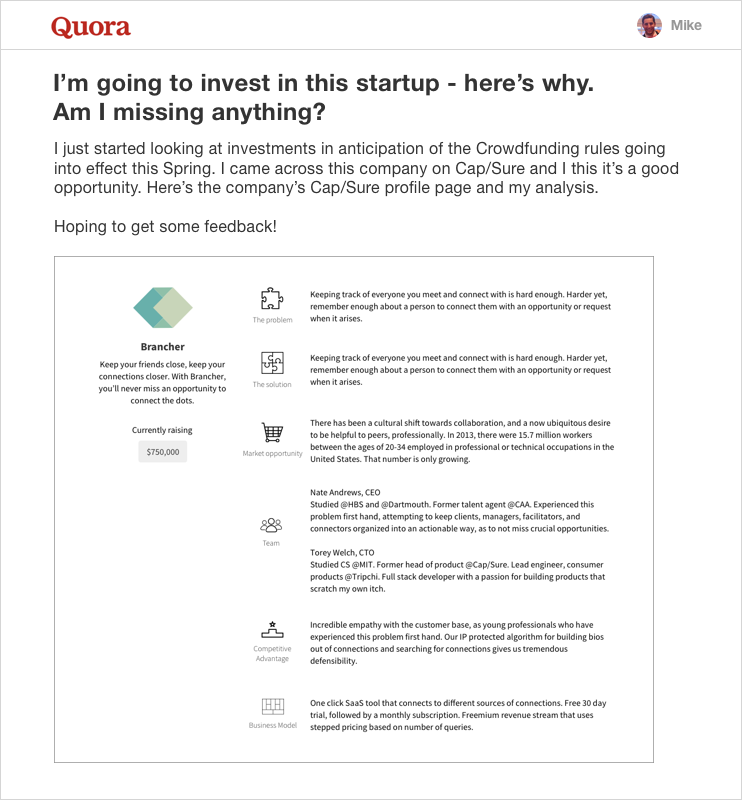 Quora
Mike
I'm going to invest in this startup - here's why.
Am I missing anything?
I just started looking at investments in anticipation of the Crowdfunding rules going
into effect this Spring. I came across this company on Cap/Sure and I this it's a good
opportunity. Here's the company's Cap/Sure profile page and my analysis.
Hoping to get some feedback!
Brancher
Keep your friends close, keep your
connections closer. With Brancher,
you'll never miss an opportunity to
connect the dots.
Currently raising
$750,000
The problem
Keeping track of everyone you meet and connect with is hard enough. Harder yet,
remember enough about a person to connect them with an opportunity or request
when it arises.
The solution
Keeping track of everyone you meet and connect with is hard enough. Harder yet,
remember enough about a person to connect them with an opportunity or request
when it arises.
Market opportunity
There has been a cultural shift towards collaboration, and a now ubiquitous desire
to be helpful to peers, professionally. In 2013, there were 15.7 million workers
between the ages of 20-34 employed in professional or technical occupations in the
United States. That number is only growing.
Team
Nate Andrews, CEO
Studied @HBS and @Dartmouth. Former talent agent @CAA. Experienced this
problem first hand, attempting to keep clients, managers, facilitators, and
connectors organized into an actionable way, as to not miss crucial opportunities.
Torey Welch, CTO
Studied CS @MIT. Former head of product @Cap/Sure. Lead engineer, consumer
products @Tripchi. Full stack developer with a passion for building products that
scratch my own itch.
Competitive
Advantage
Incredible empathy with the customer base, as young professionals who have
experienced this problem first hand. Our IP protected algorithm for building bios
out of connections and searching for connections gives us tremendous
defensibility.
Business Model
One click SaaS tool that connects to different sources of connections. Free 30 day
trial, followed by a monthly subscription. Freemium revenue stream that uses
stepped pricing based on number of queries.